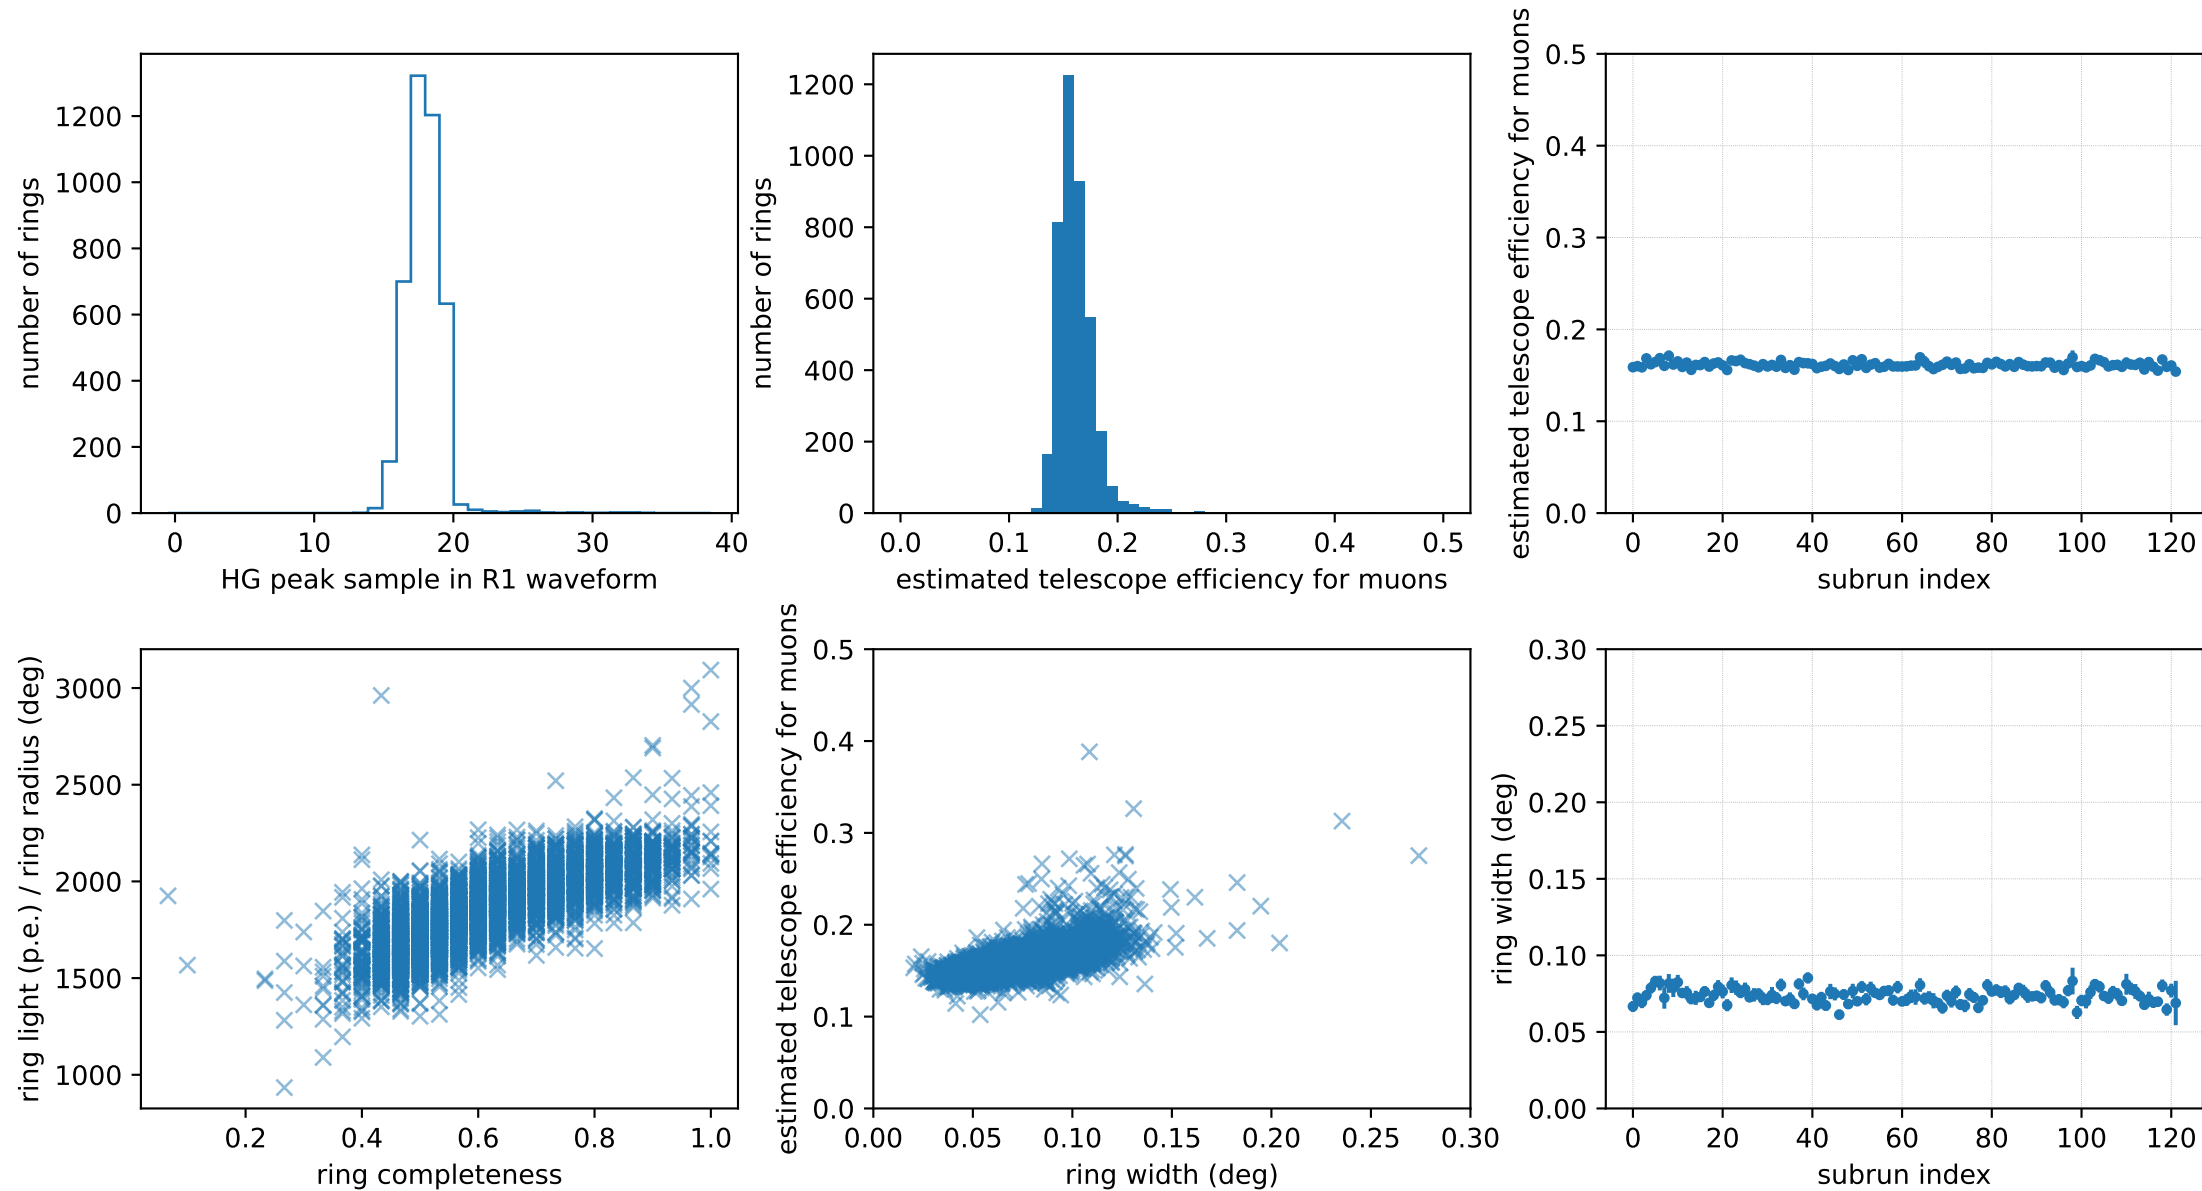 number of rings
1200
1000
800
600
400
200
0
0 10 20 30 40
HG peak sample in R1 waveform
number of rings
1200
1000
800
600
400
200
0
0.0 0.1 0.2 0.3 0.4 0.5
estimated telescope efficiency for muons
estimated telescope efficiency for muons
0.5
0.4
0.3
0.2
0.1
0.0
0 20 40 60 80 100 120
subrun index
ring light (p.e.) / ring radius (deg)
3000
2500
2000
1500
1000
0.2 0.4 0.6 0.8 1.0
ring completeness
estimated telescope efficiency for muons
0.5
0.4
0.3
0.2
0.1
0.0
0.00 0.05 0.10 0.15 0.20 0.25 0.30
ring width (deg)
ring width (deg)
0.30
0.25
0.20
0.15
0.10
0.05
0.00
0 20 40 60 80 100 120
subrun index